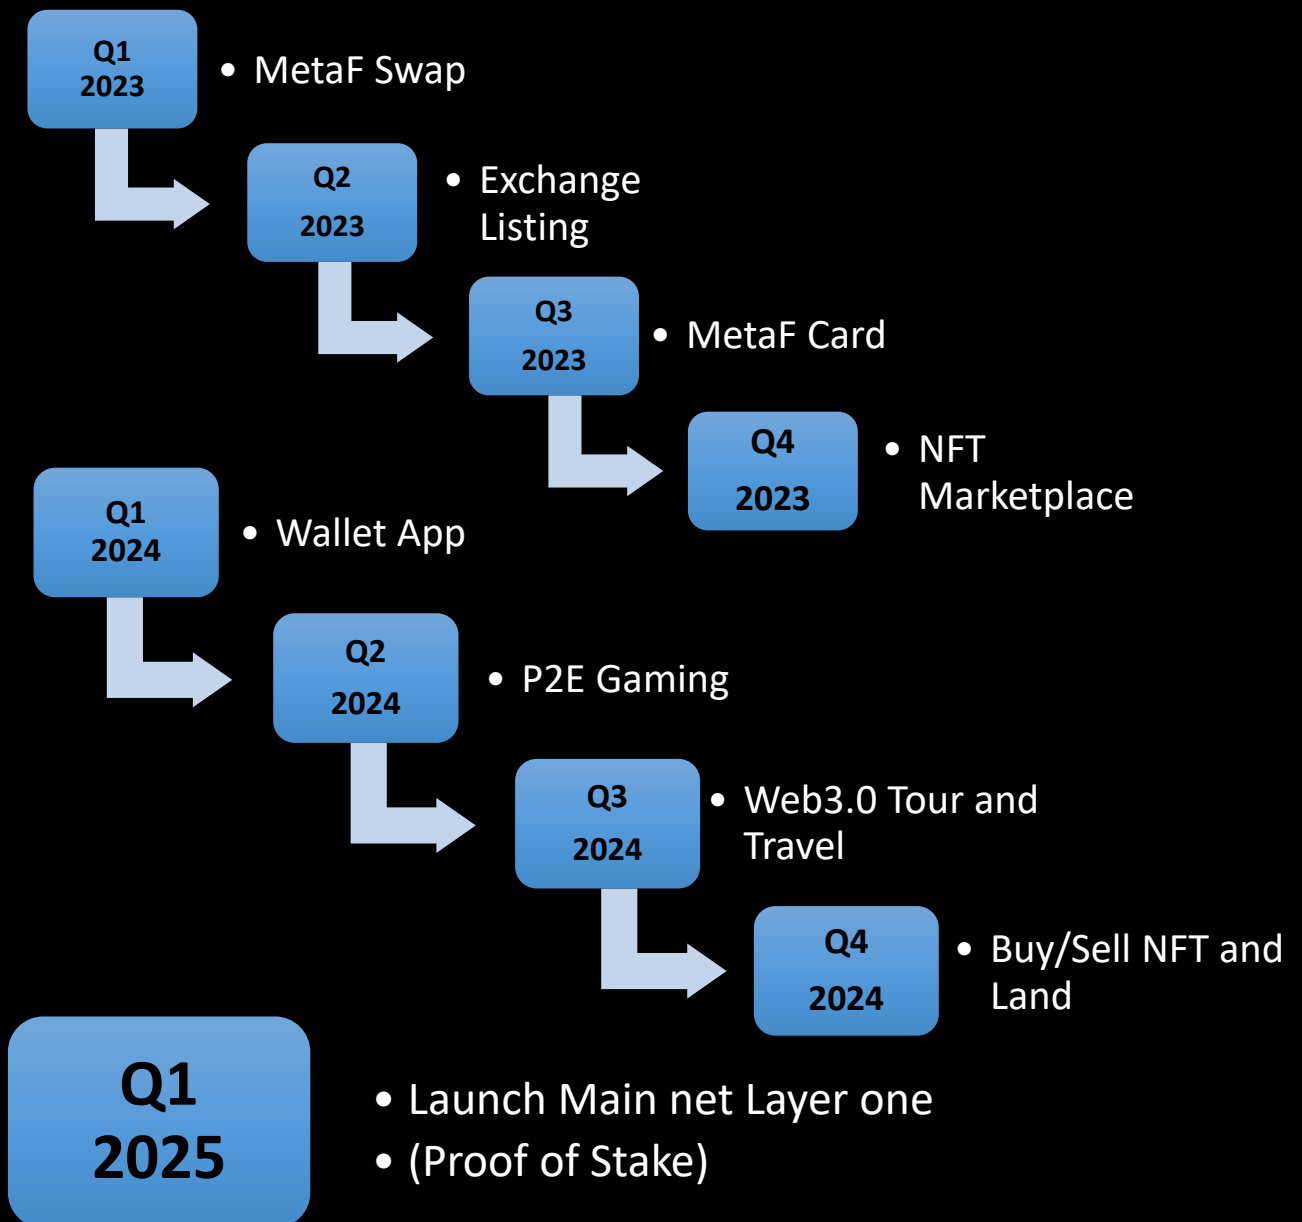 Q1
2023
• MetaF Swap
Q2
2023
• Exchange
Listing
Q3
2023
• MetaF Card
Q4
2023
• NFT
Marketplace
Q1
2024
• Wallet App
Q2
2024
• P2E Gaming
Q3
2024
• Web3.0 Tour and
Travel
Q4
2024
• Buy/Sell NFT and
Land
Q1
2025
• Launch Main net Layer one
• (Proof of Stake)